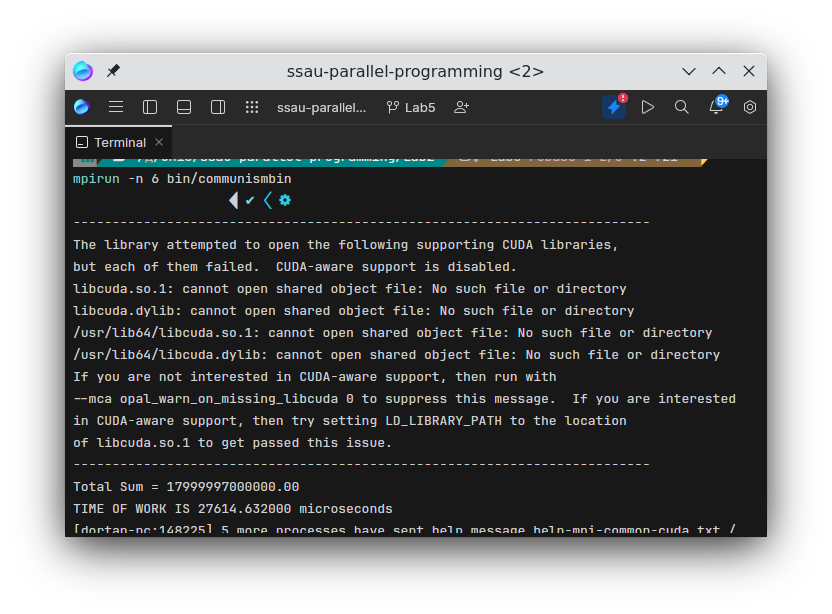 ssau-parallel-programming <2>
ssau-parallel... Lab5
9+
Terminal
mpirun -n 6 bin/communismbin
--------------------------------------------------------------------------
The library attempted to open the following supporting CUDA libraries,
but each of them failed.  CUDA-aware support is disabled.
libcuda.so.1: cannot open shared object file: No such file or directory
libcuda.dylib: cannot open shared object file: No such file or directory
/usr/lib64/libcuda.so.1: cannot open shared object file: No such file or directory
/usr/lib64/libcuda.dylib: cannot open shared object file: No such file or directory
If you are not interested in CUDA-aware support, then run with
--mca opal_warn_on_missing_libcuda 0 to suppress this message.  If you are interested
in CUDA-aware support, then try setting LD_LIBRARY_PATH to the location
of libcuda.so.1 to get passed this issue.
--------------------------------------------------------------------------
Total Sum = 17999997000000.00
TIME OF WORK IS 27614.632000 microseconds
[dortan-pc:148225] 5 more processes have sent help message help-mpi-common-cuda.txt /